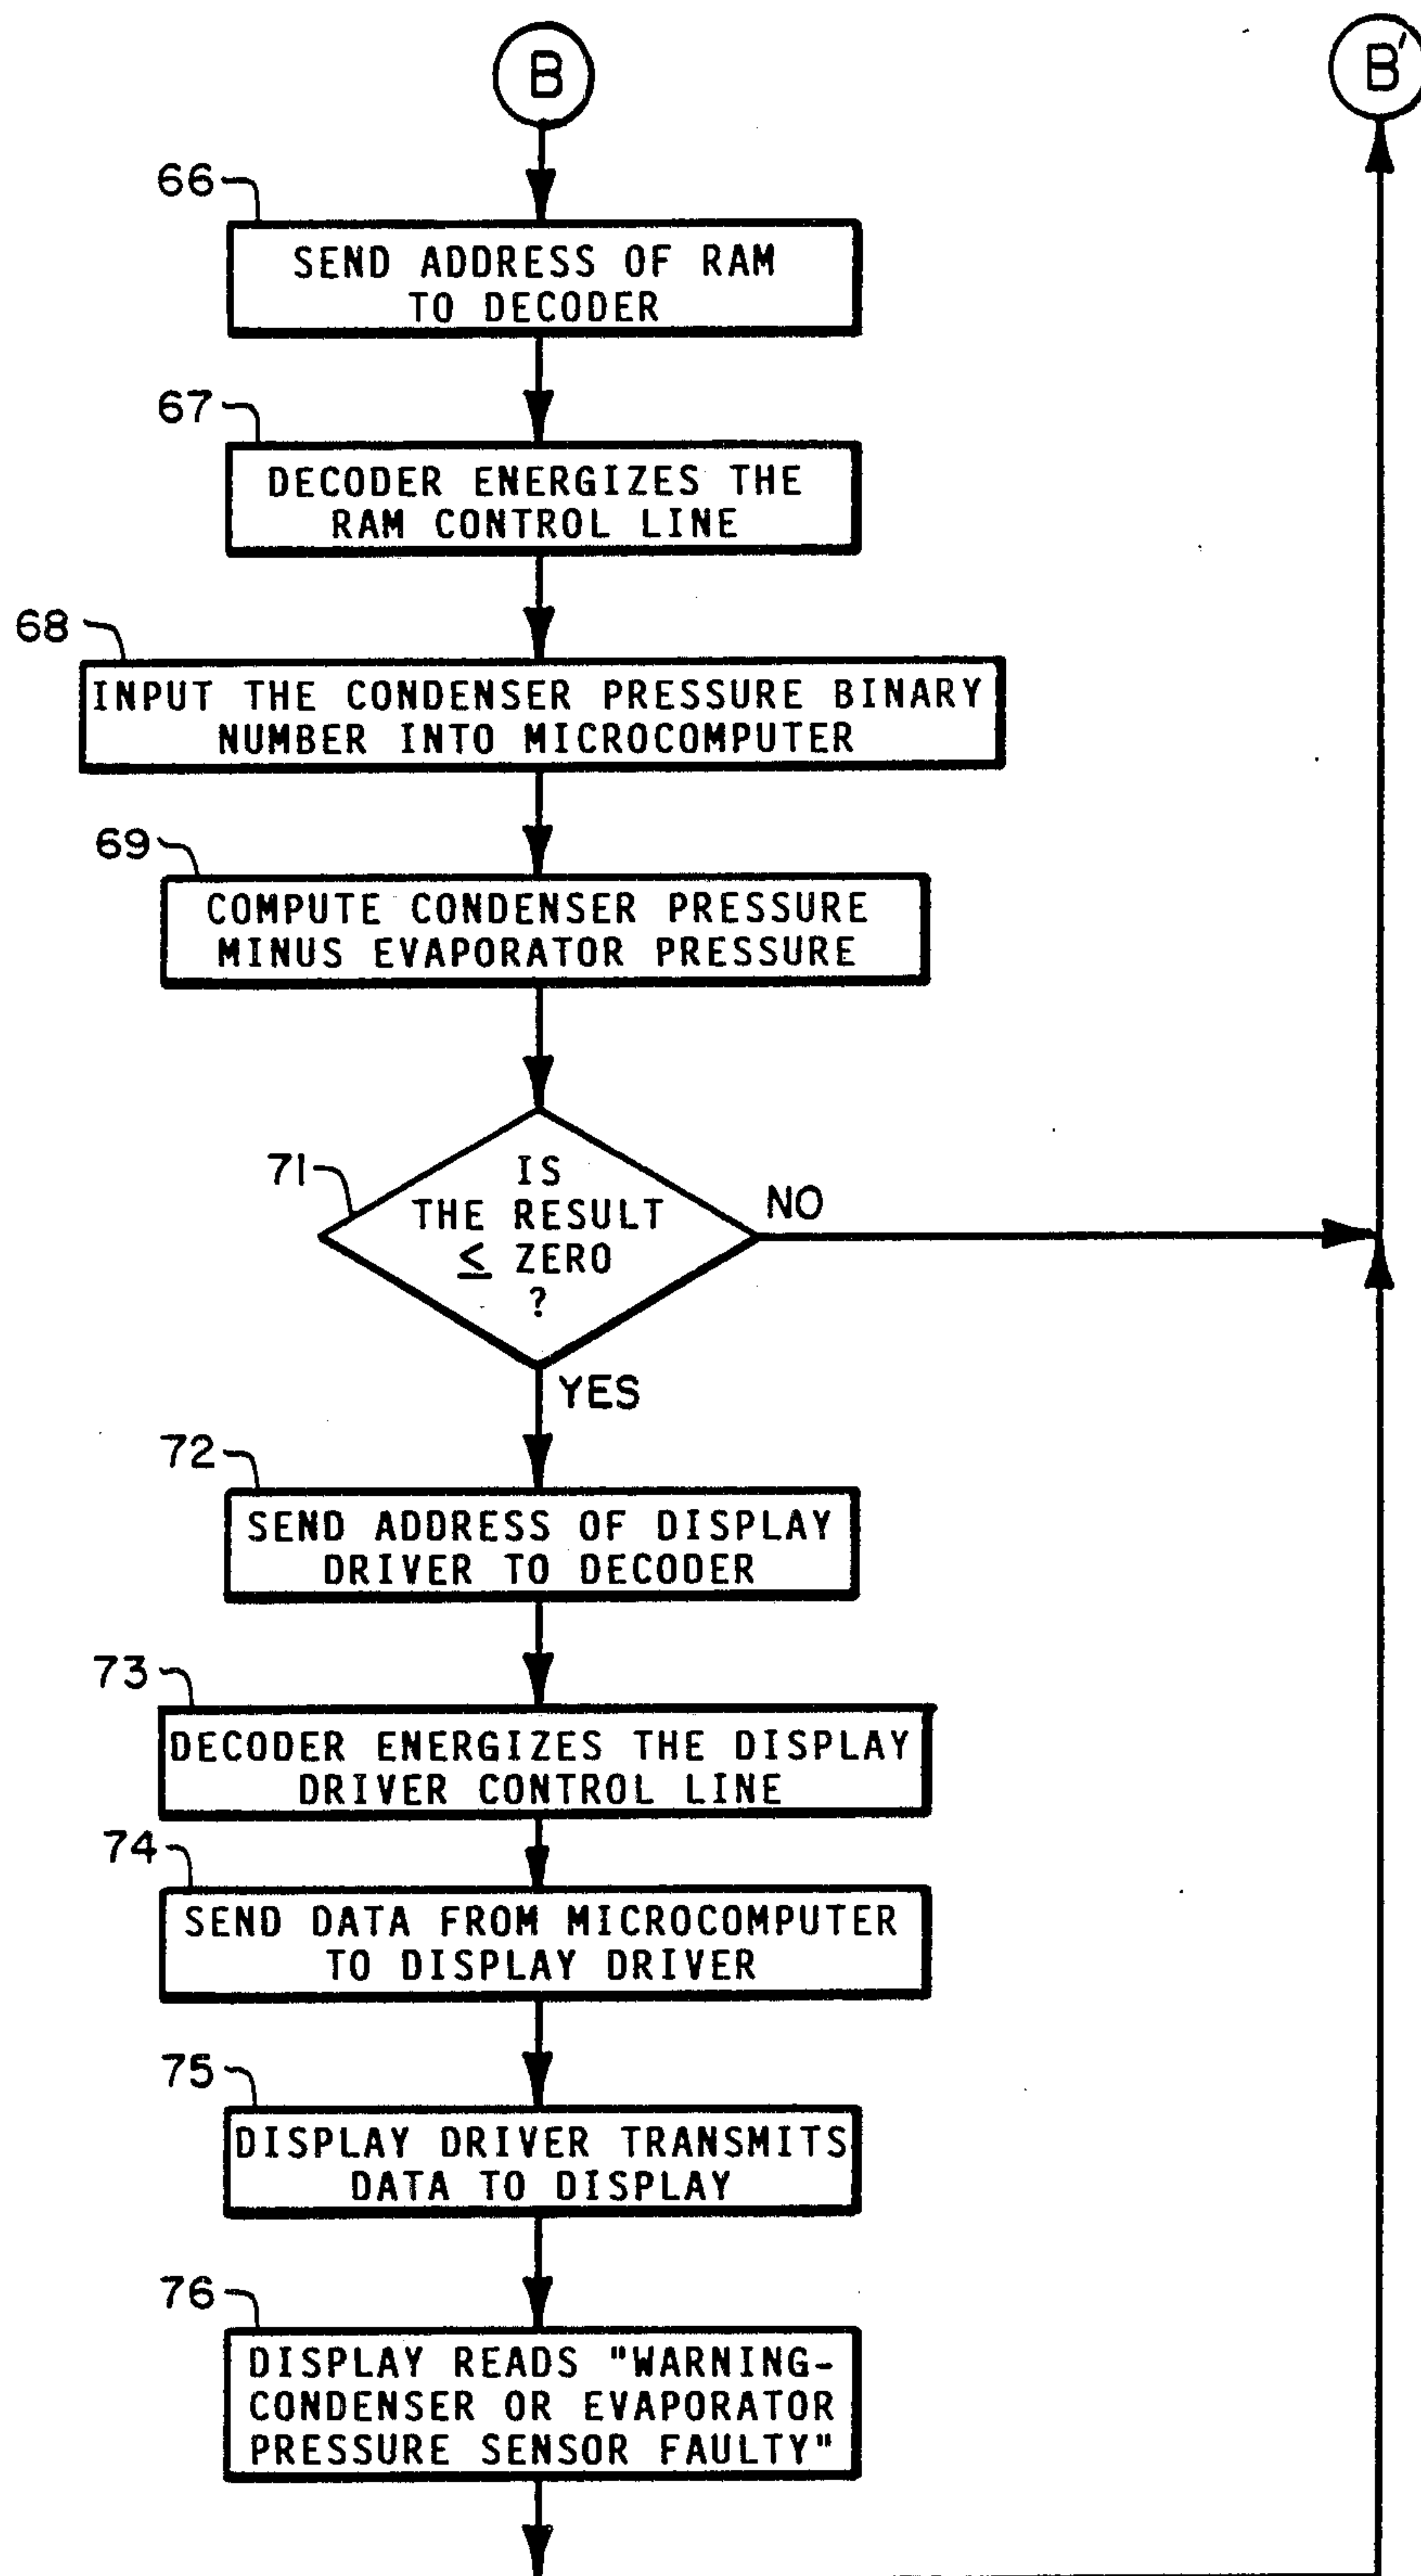 B
B'
66
SEND ADDRESS OF RAM
TO DECODER
67
DECODER ENERGIZES THE
RAM CONTROL LINE
68
INPUT THE CONDENSER PRESSURE BINARY
NUMBER INTO MICROCOMPUTER
69
COMPUTE CONDENSER PRESSURE
MINUS EVAPORATOR PRESSURE
71
IS
THE RESULT
≤ ZERO
?
NO
YES
72
SEND ADDRESS OF DISPLAY
DRIVER TO DECODER
73
DECODER ENERGIZES THE DISPLAY
DRIVER CONTROL LINE
74
SEND DATA FROM MICROCOMPUTER
TO DISPLAY DRIVER
75
DISPLAY DRIVER TRANSMITS
DATA TO DISPLAY
76
DISPLAY READS "WARNING-
CONDENSER OR EVAPORATOR
PRESSURE SENSOR FAULTY"